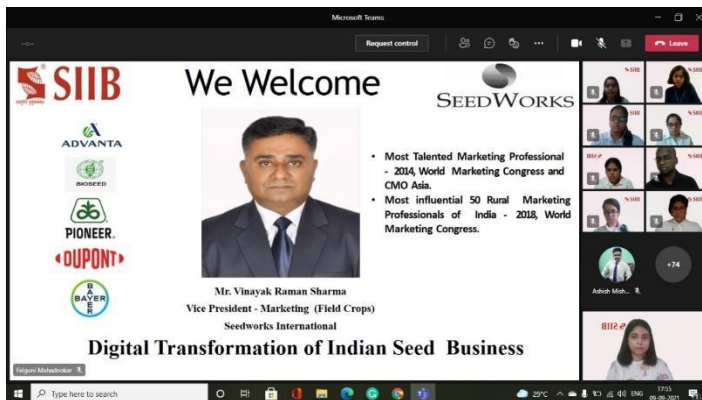 Microsoft Teams
--:--
Request control
Leave
SIIB
We Welcome
SEEDWORKS
ADVANTA
BIOSEED
PIONEER.
DUPONT
BAYER
BAYER
• Most Talented Marketing Professional
- 2014, World Marketing Congress and
CMO Asia.
• Most influential 50 Rural Marketing
Professionals of India - 2018, World
Marketing Congress.
Mr. Vinayak Raman Sharma
Vice President - Marketing (Field Crops)
Seedworks International
Digital Transformation of Indian Seed Business
Falguni Mahadeokar
SIIB
SIIB
SIIB
SIIB
SIIB
SIIB
Ashish Mish...
+74
SIIB
Type here to search
29°C
ENG
17:55
09-09-2021